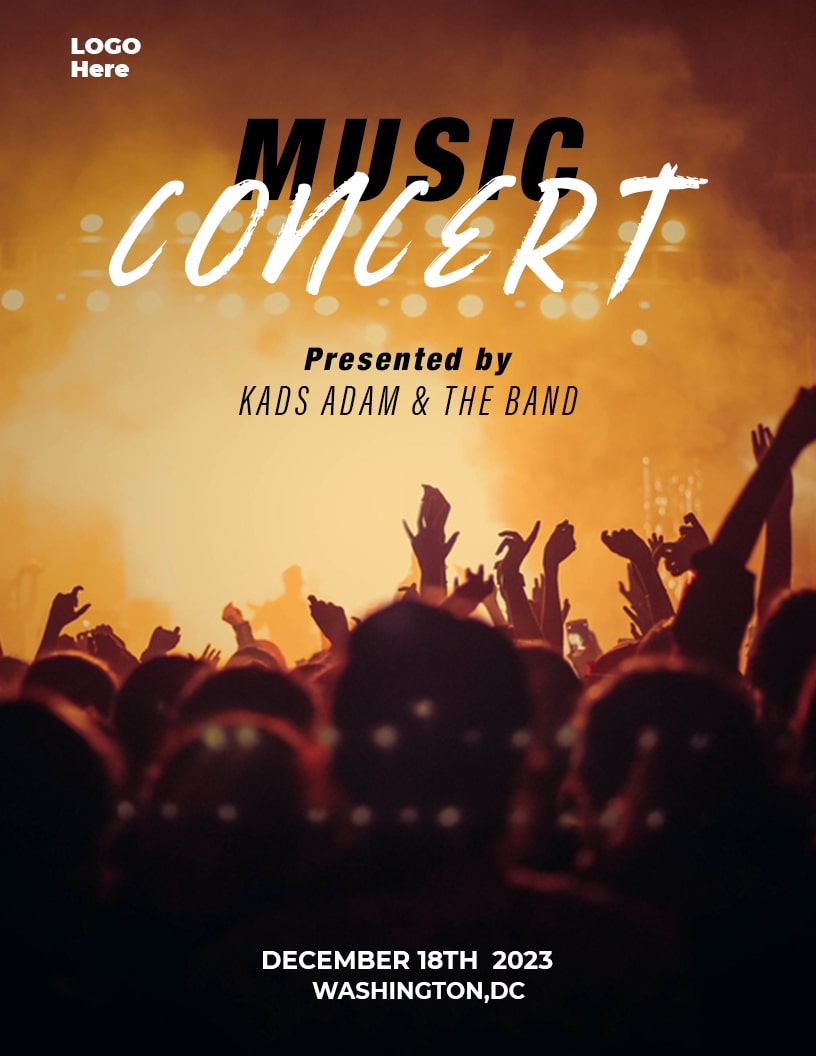 LOGO
Here
MUSIC
CONCERT
Presented by
KADS ADAM & THE BAND
DECEMBER 18TH  2023
WASHINGTON,DC